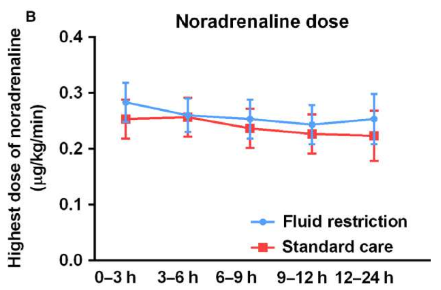 B
Noradrenaline dose
Highest dose of noradrenaline
(µg/kg/min)
0.4
0.3
0.2
0.1
0.0
Fluid restriction
Standard care
0–3 h 3–6 h 6–9 h 9–12 h 12–24 h